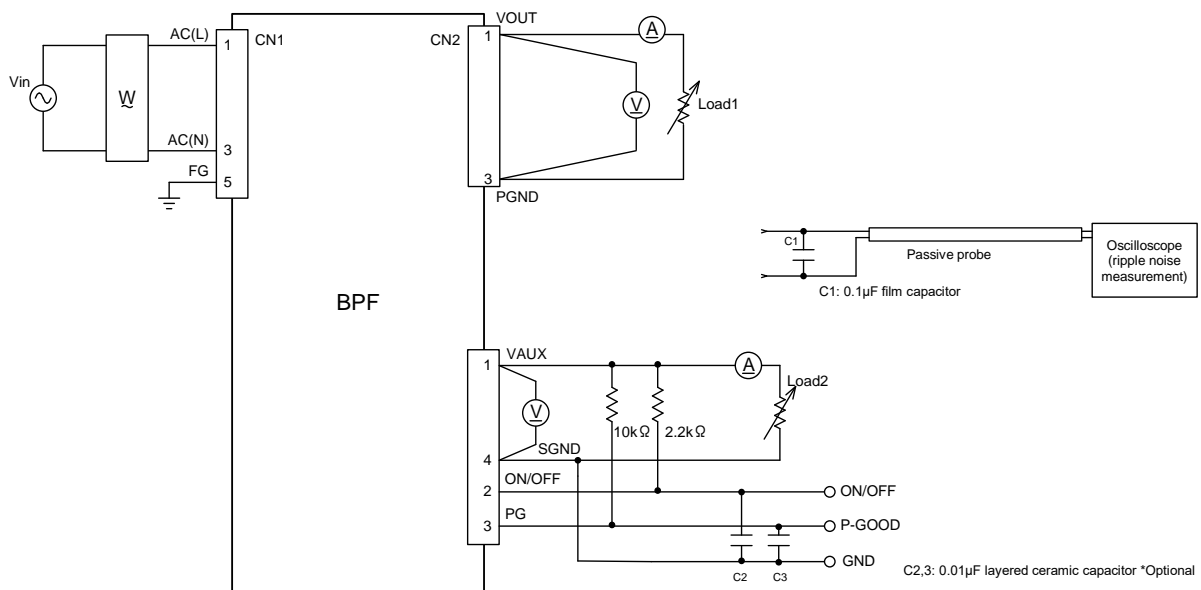 VOUT
AC(L)
1
CN1
CN2
1
A
Vin
W
V
Load1
AC(N)
3
FG
5
3
PGND
C1
Passive probe
Oscilloscope
(ripple noise
measurement)
C1: 0.1µF film capacitor
BPF
VAUX
1
A
Load2
V
10kΩ
2.2kΩ
SGND
4
ON/OFF
2
ON/OFF
PG
3
P-GOOD
GND
C2
C3
C2,3: 0.01µF layered ceramic capacitor *Optional